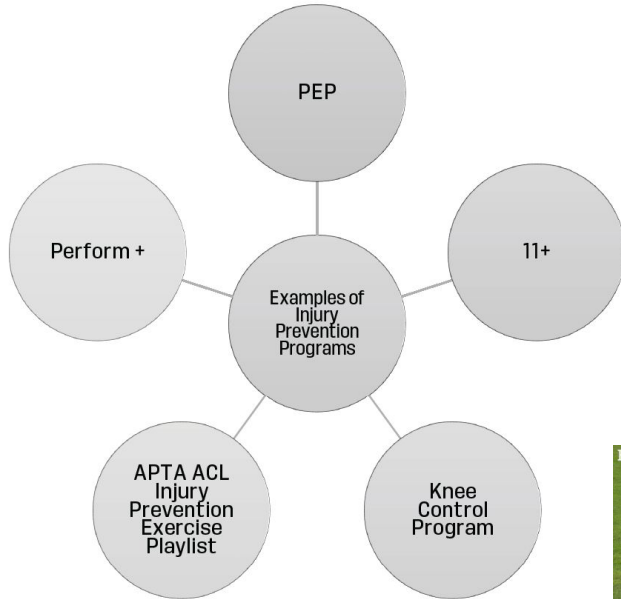 PEP
Perform +
11+
Examples of
Injury
Prevention
Programs
APTA ACL
Injury
Prevention
Exercise
Playlist
Knee
Control
Program